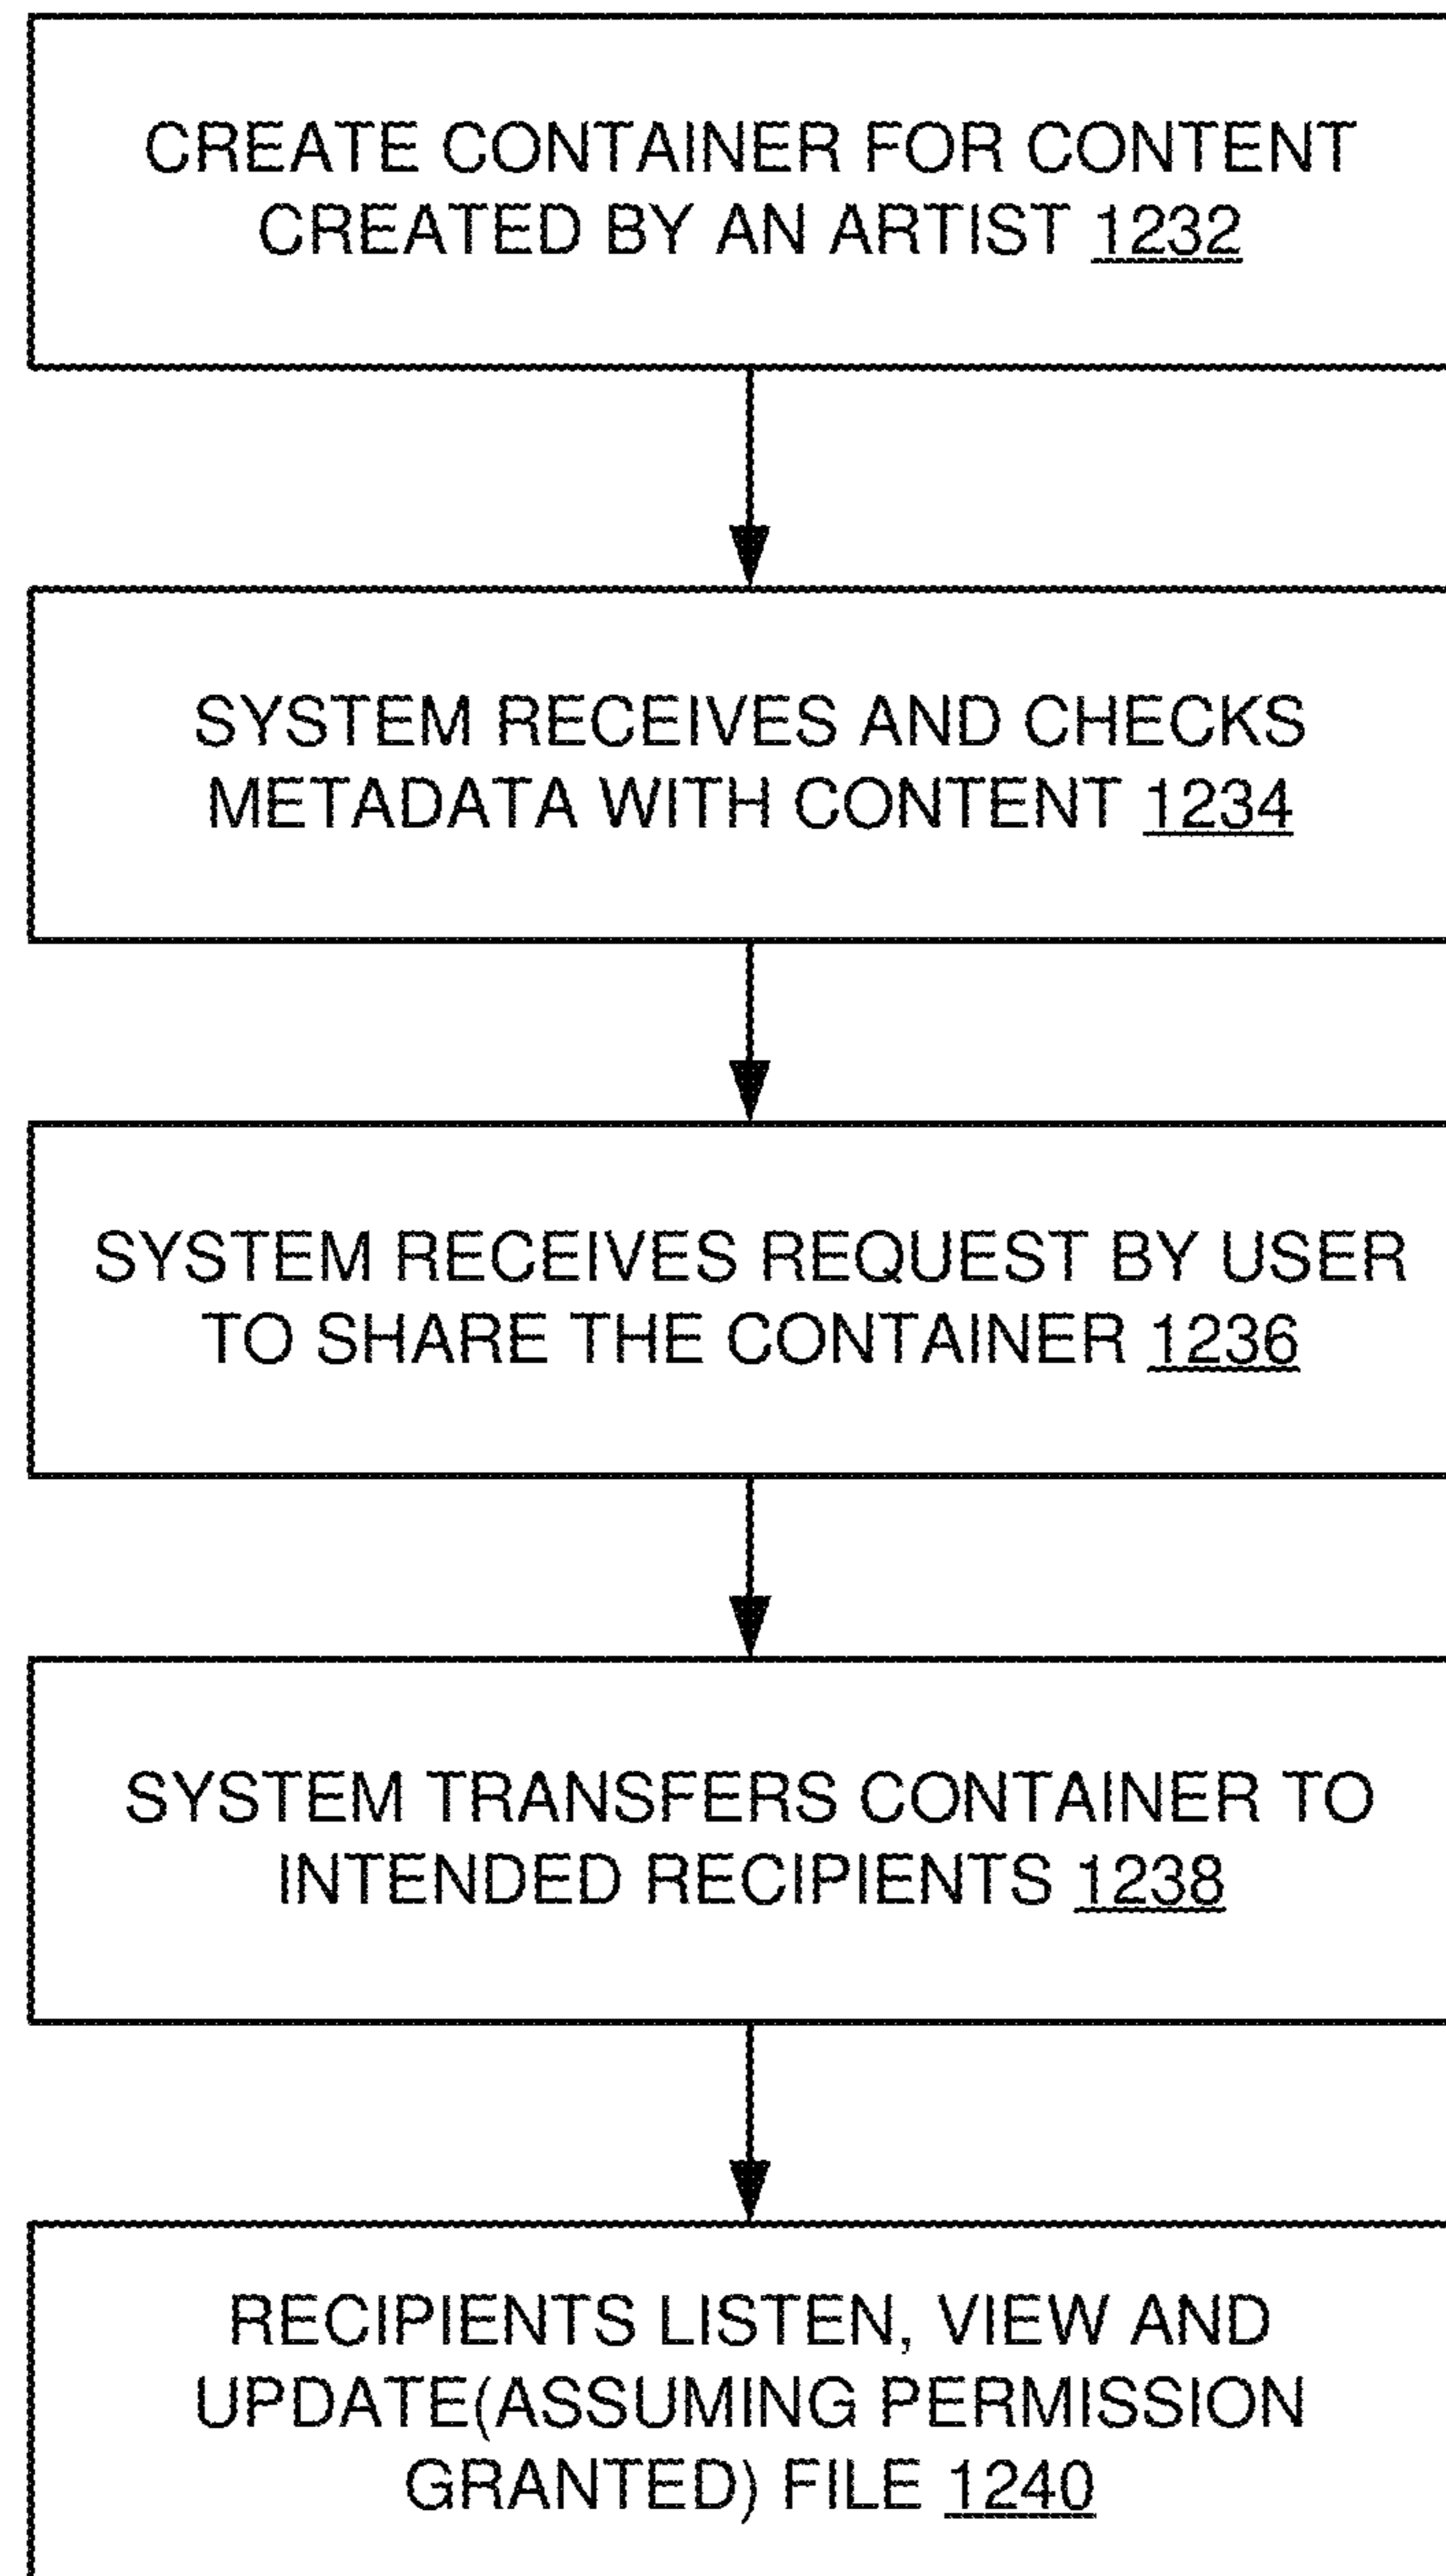 CREATE CONTAINER FOR CONTENT
CREATED BY AN ARTIST 1232
SYSTEM RECEIVES AND CHECKS
METADATA WITH CONTENT 1234
SYSTEM RECEIVES REQUEST BY USER
TO SHARE THE CONTAINER 1236
SYSTEM TRANSFERS CONTAINER TO
INTENDED RECIPIENTS 1238
RECIPIENTS LISTEN, VIEW AND
UPDATE(ASSUMING PERMISSION
GRANTED) FILE 1240